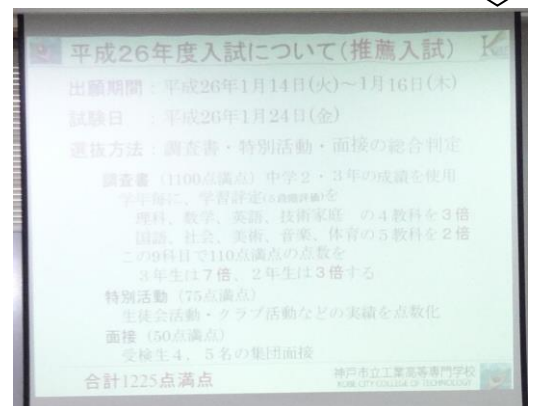 平成26年度入試について(推薦入試)
出願期間：平成26年1月14日(火)～1月16日(木)
試験日　：平成26年1月24日(金)
選抜方法：調査書・特別活動・面接の総合判定
調査書（1100点満点）中学2・3年の成績を使用
学年毎に、学習評定(5段階評価)を
理科、数学、英語、技術家庭　の4教科を3倍
国語、社会、美術、音楽、体育の5教科を2倍
この9科目で110点満点の点数を
3年生は7倍、2年生は3倍する
特別活動（75点満点）
生徒会活動・クラブ活動などの実績を点数化
面接（50点満点）
受検生4，5名の集団面接
合計1225点満点
神戸市立工業高等専門学校
KOBE CITY COLLEGE OF TECHNOLOGY